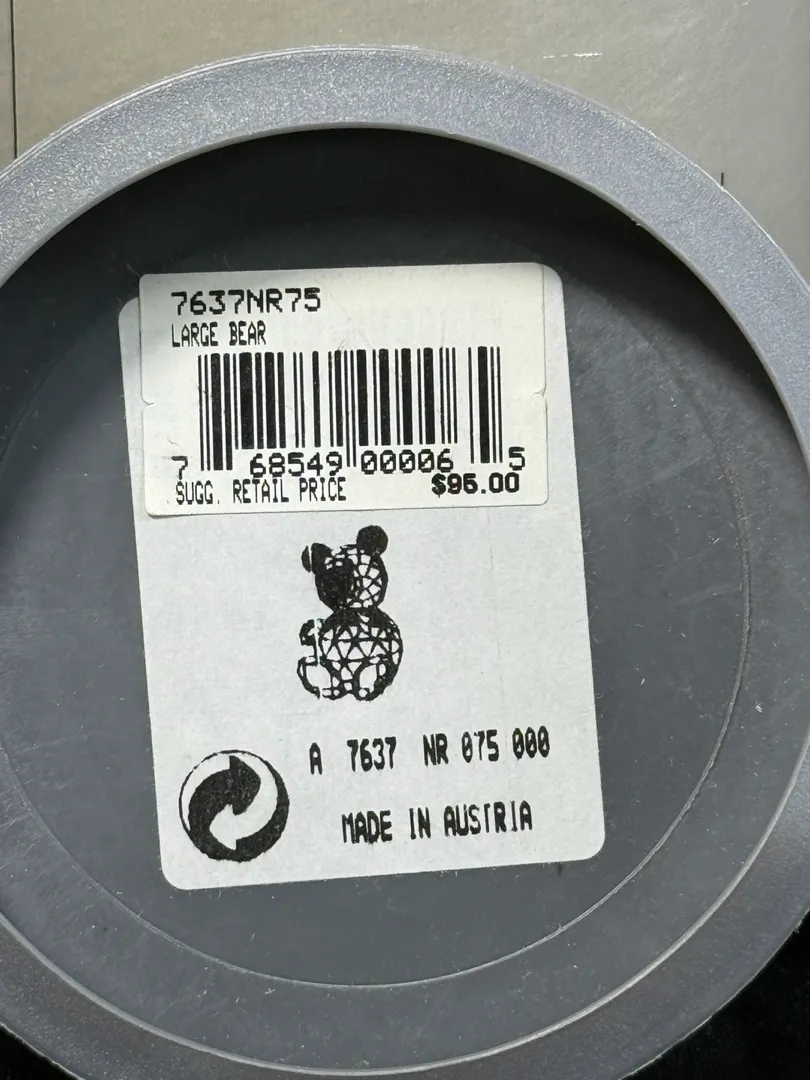 7637NR75
LARGE BEAR
7 68549 00006 5
SUGG. RETAIL PRICE $95.00
A 7637 NR 075 000
MADE IN AUSTRIA